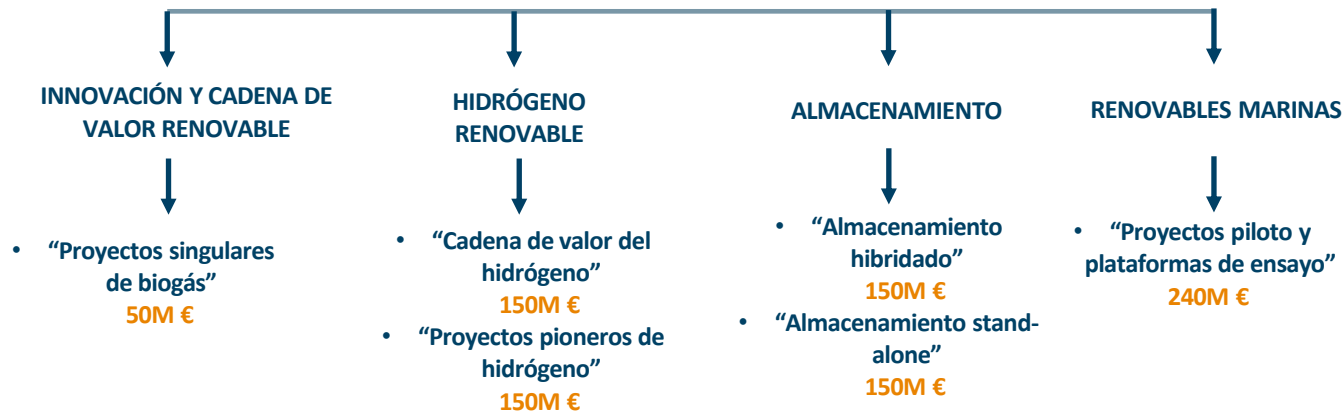 INNOVACIÓN Y CADENA DE
VALOR RENOVABLE
• “Proyectos singulares
de biogás”
50M €
HIDRÓGENO
RENOVABLE
• “Cadena de valor del
hidrógeno”
150M €
• “Proyectos pioneros de
hidrógeno”
150M €
ALMACENAMIENTO
• “Almacenamiento
hibridado”
150M €
• “Almacenamiento stand-
alone”
150M €
RENOVABLES MARINAS
• “Proyectos piloto y
plataformas de ensayo”
240M €